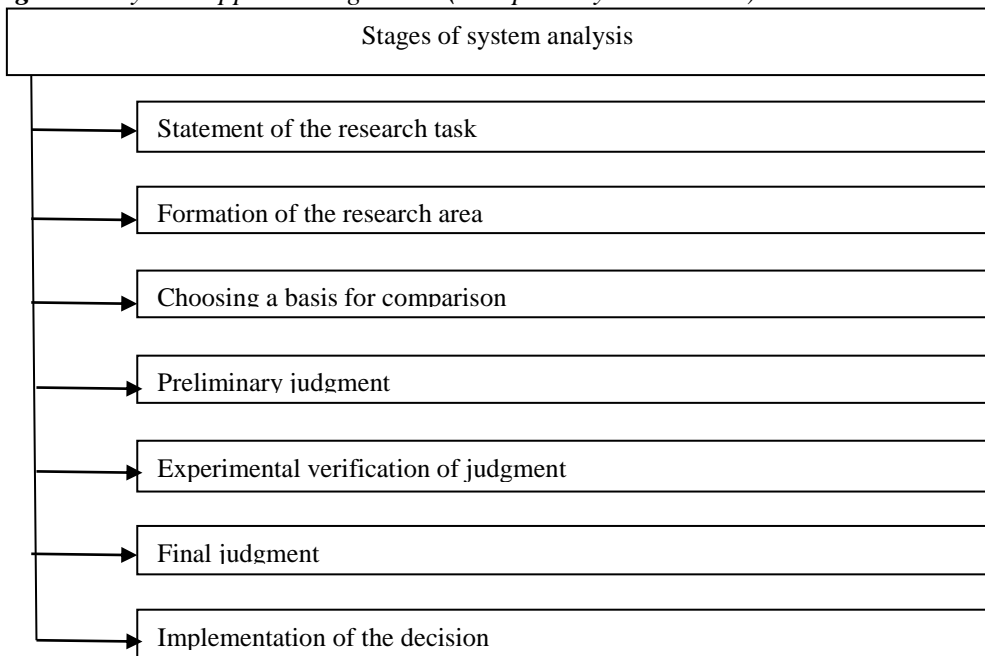 Stages of system analysis
Statement of the research task
Formation of the research area
Choosing a basis for comparison
Preliminary judgment
Experimental verification of judgment
Final judgment
Implementation of the decision